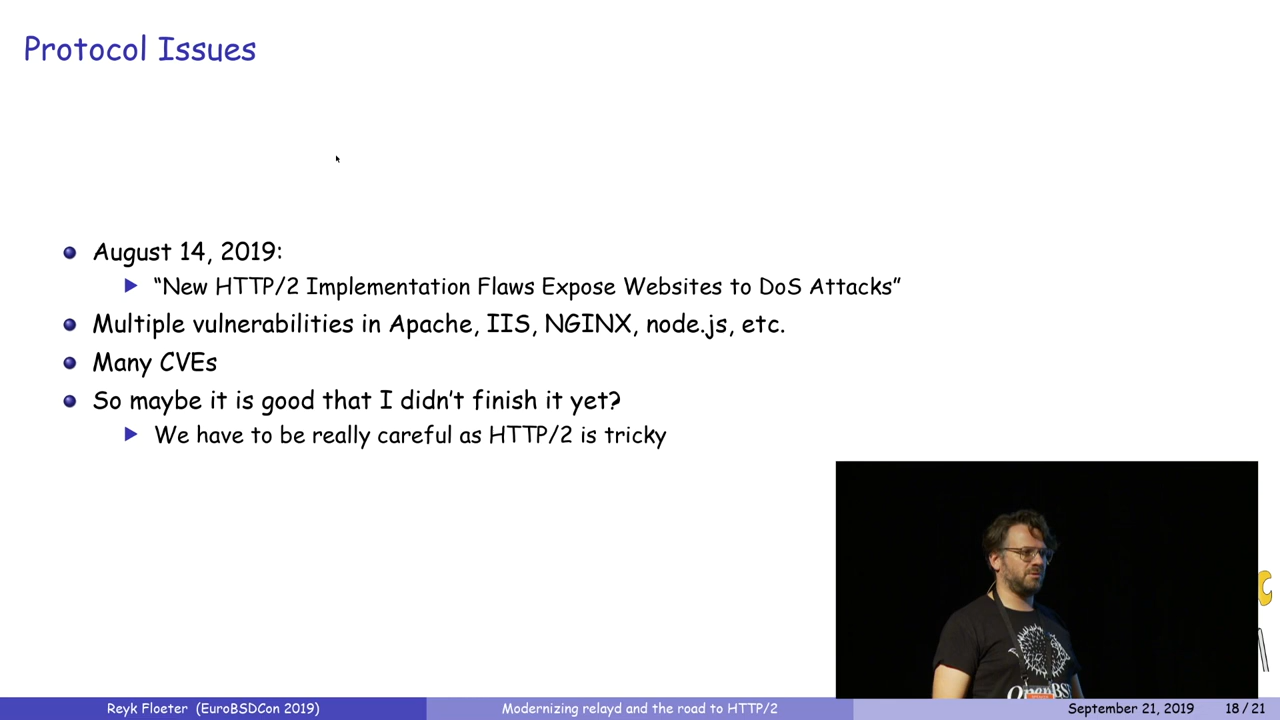 Protocol Issues
August 14, 2019:
“New HTTP/2 Implementation Flaws Expose Websites to DoS Attacks”
Multiple vulnerabilities in Apache, IIS, NGINX, node.js, etc.
Many CVEs
So maybe it is good that I didn’t finish it yet?
We have to be really careful as HTTP/2 is tricky
Reyk Floeter (EuroBSDCon 2019)
Modernizing relayd and the road to HTTP/2
September 21, 2019
18 / 21